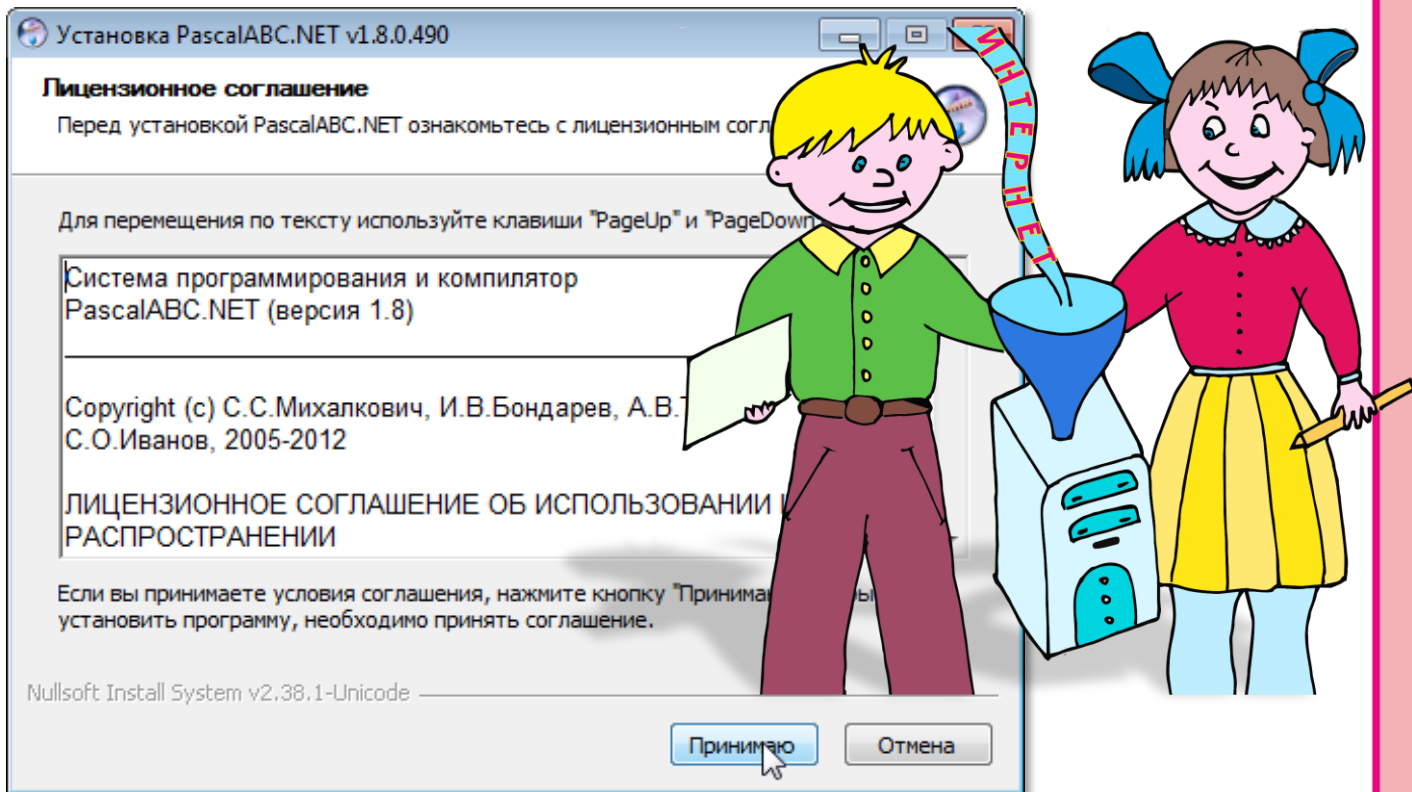 Установка PascalABC.NET v1.8.0.490
Лицензионное соглашение
Перед установкой PascalABC.NET ознакомьтесь с лицензионным
Для перемещения по тексту используйте клавиши "PageUp" и "PageDown
Система программирования и компилятор
PascalABC.NET (версия 1.8)
Copyright (c) С.С.Михалкович, И.В.Бондарев, А.В.
С.О.Иванов, 2005-2012
ЛИЦЕНЗИОННОЕ СОГЛАШЕНИЕ ОБ ИСПОЛЬЗОВАНИИ
РАСПРОСТРАНЕНИИ
Если вы принимаете условия соглашения, нажмите кнопку
установить программу, необходимо принять соглашение.
Nullsoft Install System v2.38.1-Unicode
Принимаю
Отмена
ИНТЕРНЕТ